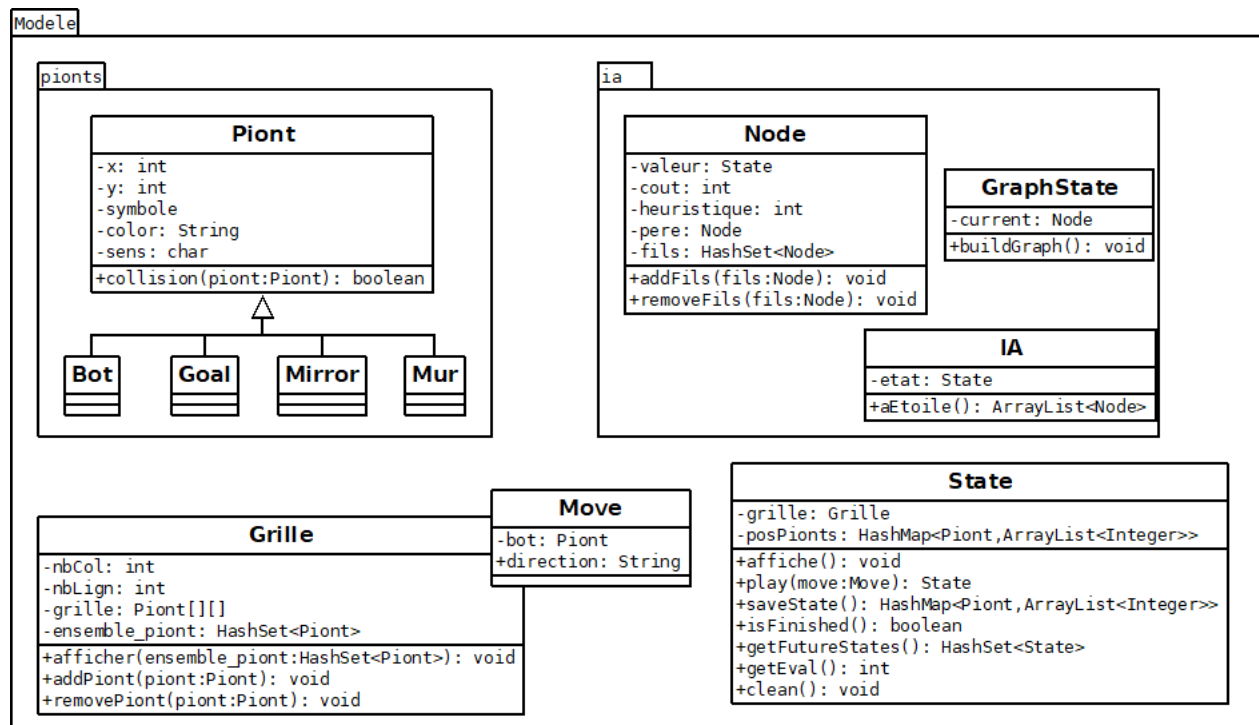 Modele
pionts
Piont
-x: int
-y: int
-symbole
-color: String
-sens: char
+collision(piont:Piont): boolean
Bot
Goal
Mirror
Mur
ia
Node
-valeur: State
-cout: int
-heuristique: int
-pere: Node
-fils: HashSet<Node>
+addFils(fils:Node): void
+removeFils(fils:Node): void
GraphState
-current: Node
+buildGraph(): void
IA
-etat: State
+aEtoile(): ArrayList<Node>
Grille
-nbCol: int
-nbLign: int
-grille: Piont[][]
-ensemble_piont: HashSet<Piont>
+afficher(ensemble_piont:HashSet<Piont>): void
+addPiont(piont:Piont): void
+removePiont(piont:Piont): void
Move
-bot: Piont
+direction: String
State
-grille: Grille
-posPionts: HashMap<Piont,ArrayList<Integer>>
+affiche(): void
+play(move:Move): State
+saveState(): HashMap<Piont,ArrayList<Integer>>
+isFinished(): boolean
+getFutureStates(): HashSet<State>
+getEval(): int
+clean(): void